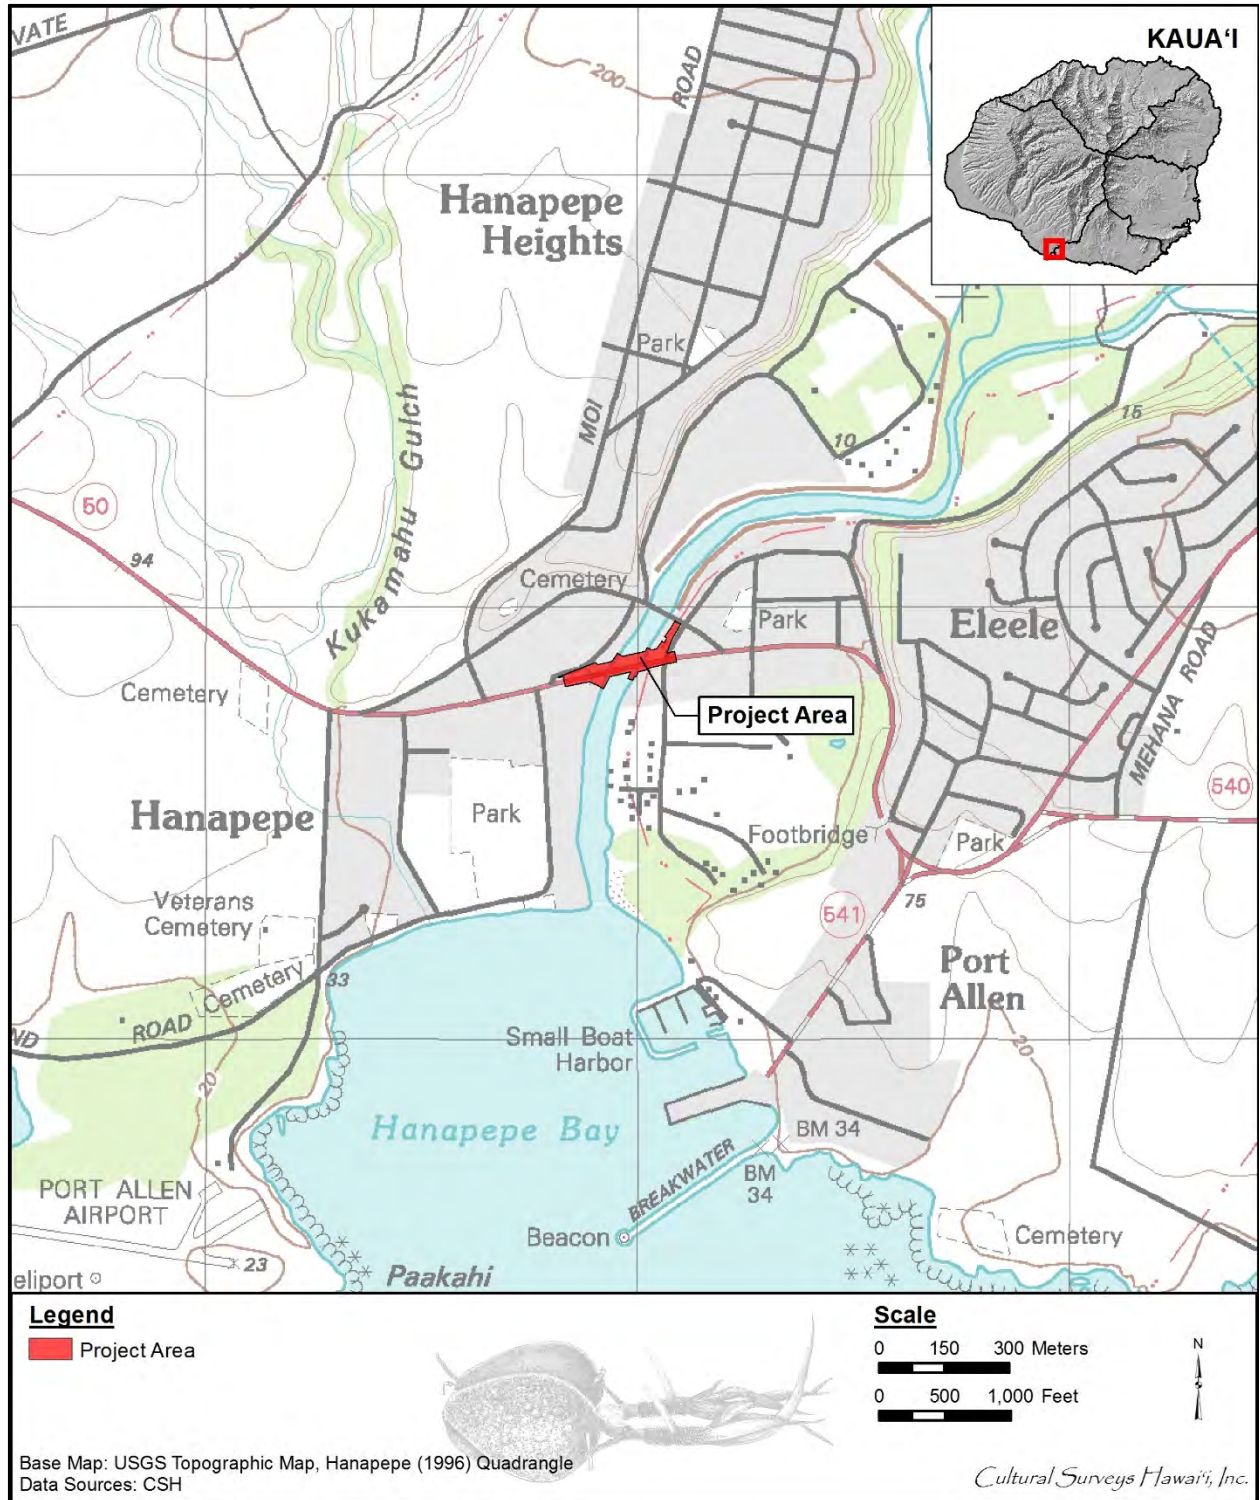 VATE
KAUAʻI
200
ROAD
Hanapepe
Heights
Park
MOI
Kukamahu Gulch
10
15
50
94
Cemetery
Park
Eleele
MEHANA ROAD
Cemetery
Project Area
540
Hanapepe
Park
Footbridge
Park
Veterans
Cemetery
541
75
Cemetery
33
Port
Allen
ND
ROAD
20
Small Boat
Harbor
20
Hanapepe Bay
BM 34
BREAKWATER
BM
34
PORT ALLEN
AIRPORT
Beacon
Cemetery
23
eliport
Paakahi
Legend
Project Area
Scale
0 150 300 Meters
0 500 1,000 Feet
N
Base Map: USGS Topographic Map, Hanapepe (1996) Quadrangle
Data Sources: CSH
Cultural Surveys Hawaiʻi, Inc.